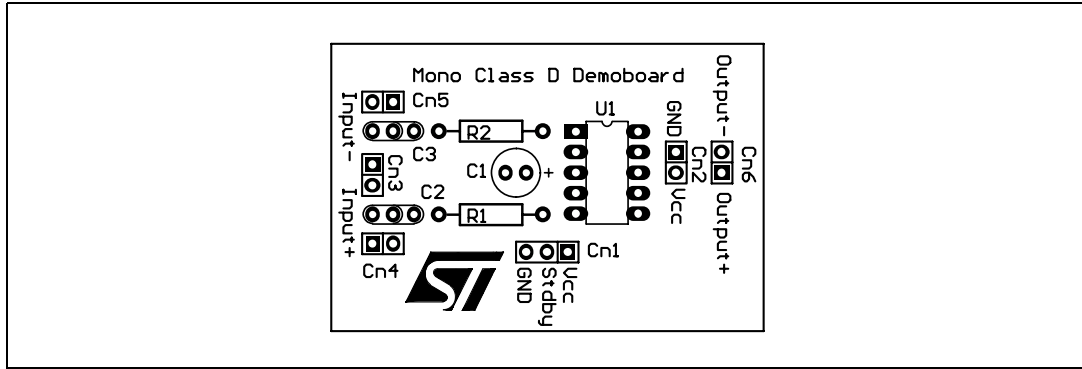 Mono Class D Demoboard
Input-
Cn5
C3
R2
U1
GND
Cn2
Vcc
Output-
Cn6
Output+
Cn3
C1
+
Input+
C2
R1
Cn4
ST
Cn1
GND
Stdby
Vcc